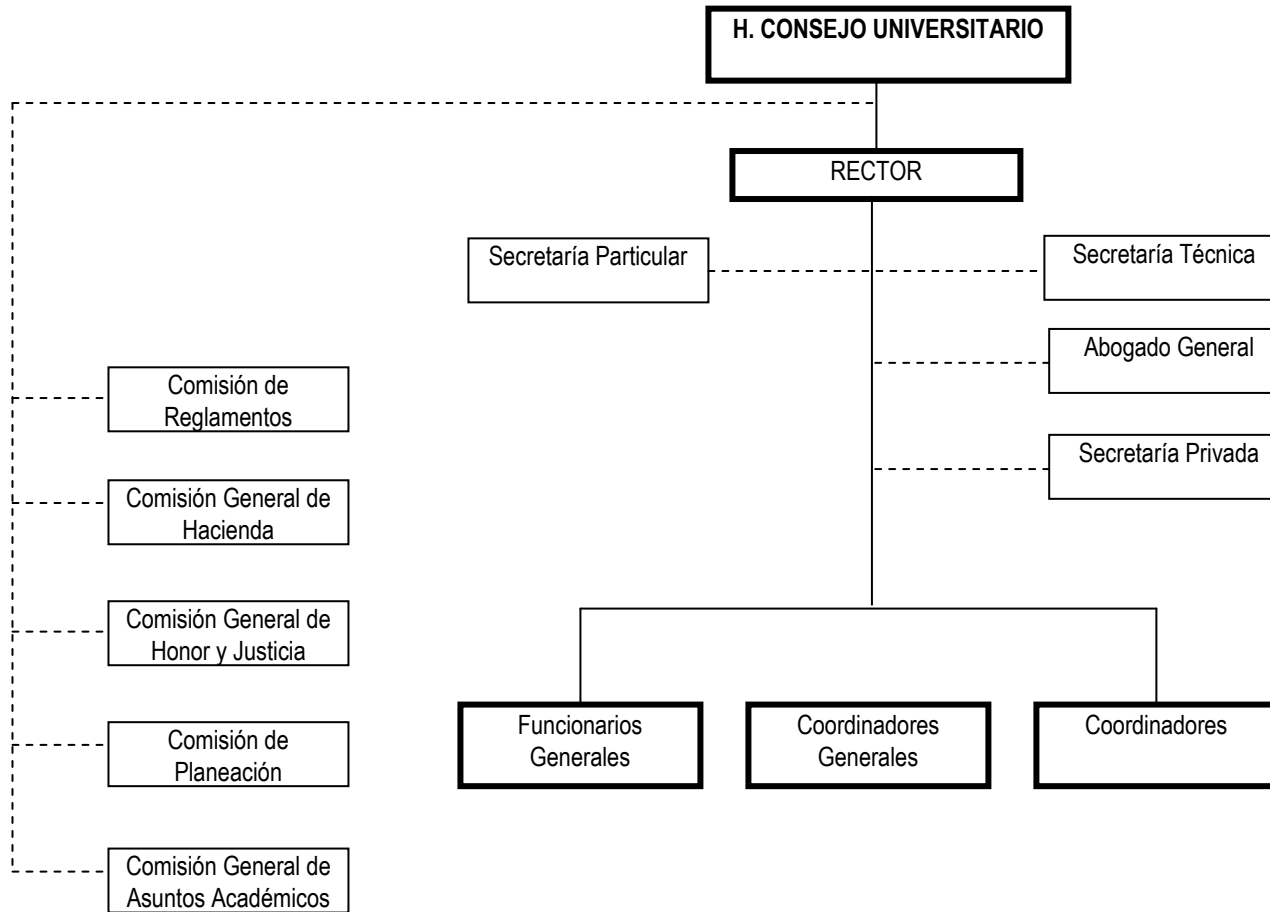 H. CONSEJO UNIVERSITARIO
RECTOR
Secretaría Particular
Secretaría Técnica
Abogado General
Secretaría Privada
Comisión de
Reglamentos
Comisión General de
Hacienda
Comisión General de
Honor y Justicia
Comisión de
Planeación
Comisión General de
Asuntos Académicos
Funcionarios
Generales
Coordinadores
Generales
Coordinadores